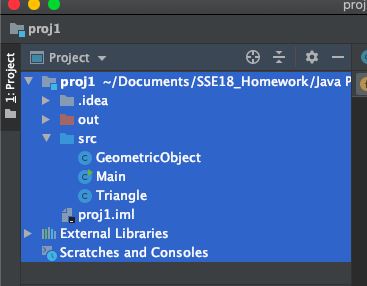 proj
proj1
Project
1: Project
proj1 ~/Documents/SSE18_Homework/Java P
.idea
out
src
GeometricObject
Main
Triangle
proj1.iml
External Libraries
Scratches and Consoles